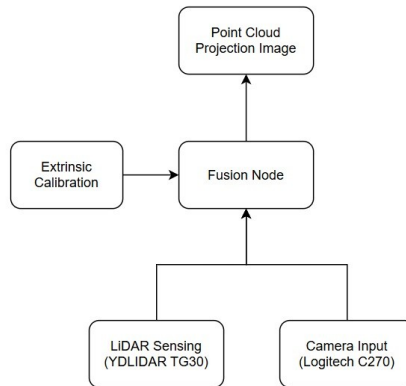 Point Cloud
Projection Image
Extrinsic
Calibration
Fusion Node
LiDAR Sensing
(YDLIDAR TG30)
Camera Input
(Logitech C270)